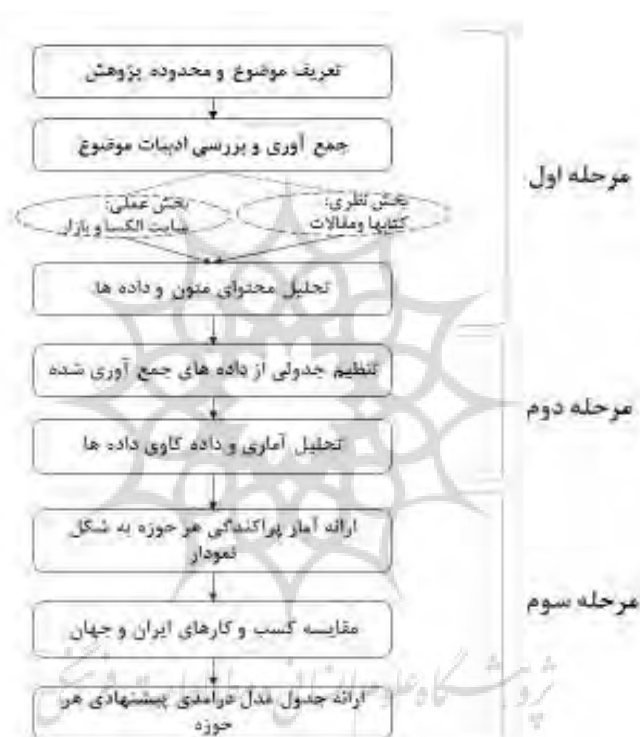 تعریف موضوع و محدوده پژوهش
جمع آوری و بررسی ادبیات موضوع
مرحله اول
بخش نظری:
کتابها ومقالات
بخش عملی:
سایت الکسا و بازار
تحلیل محتوای متون و داده ها
تنظیم جدولی از داده های جمع آوری شده
مرحله دوم
تحلیل آماری و داده کاوی داده ها
ارائه آمار پراکندگی هر حوزه به شکل
نمودار
مرحله سوم
مقایسه کسب و کارهای ایران و جهان
ارائه جدول مدل درآمدی پیشنهادی هر
حوزه